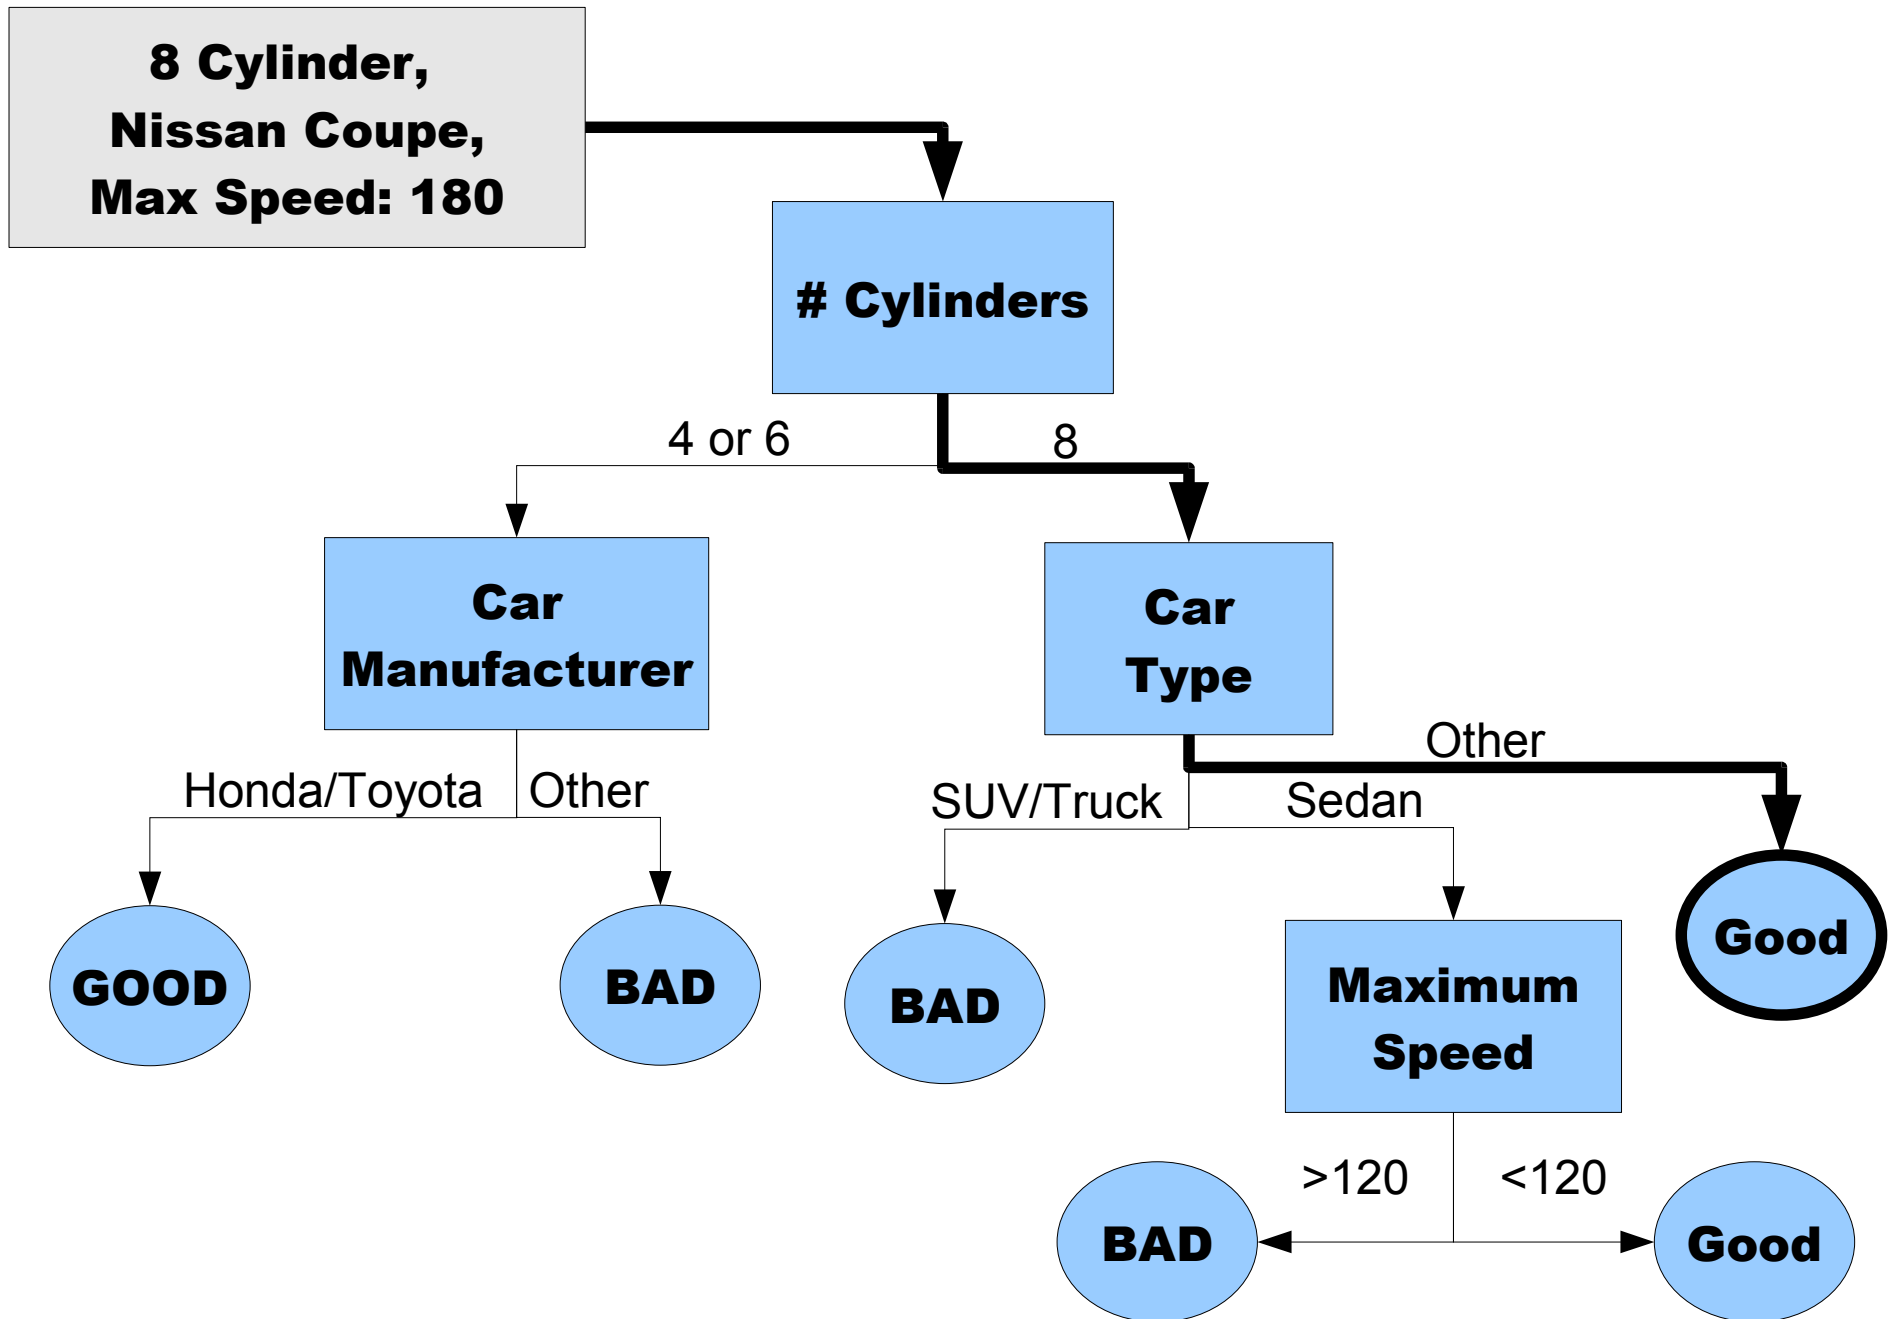 8 Cylinder,
Nissan Coupe,
Max Speed: 180
# Cylinders
4 or 6
8
Car
Manufacturer
Car
Type
Honda/Toyota
Other
SUV/Truck
Sedan
Other
GOOD
BAD
BAD
Maximum
Speed
Good
>120
<120
BAD
Good